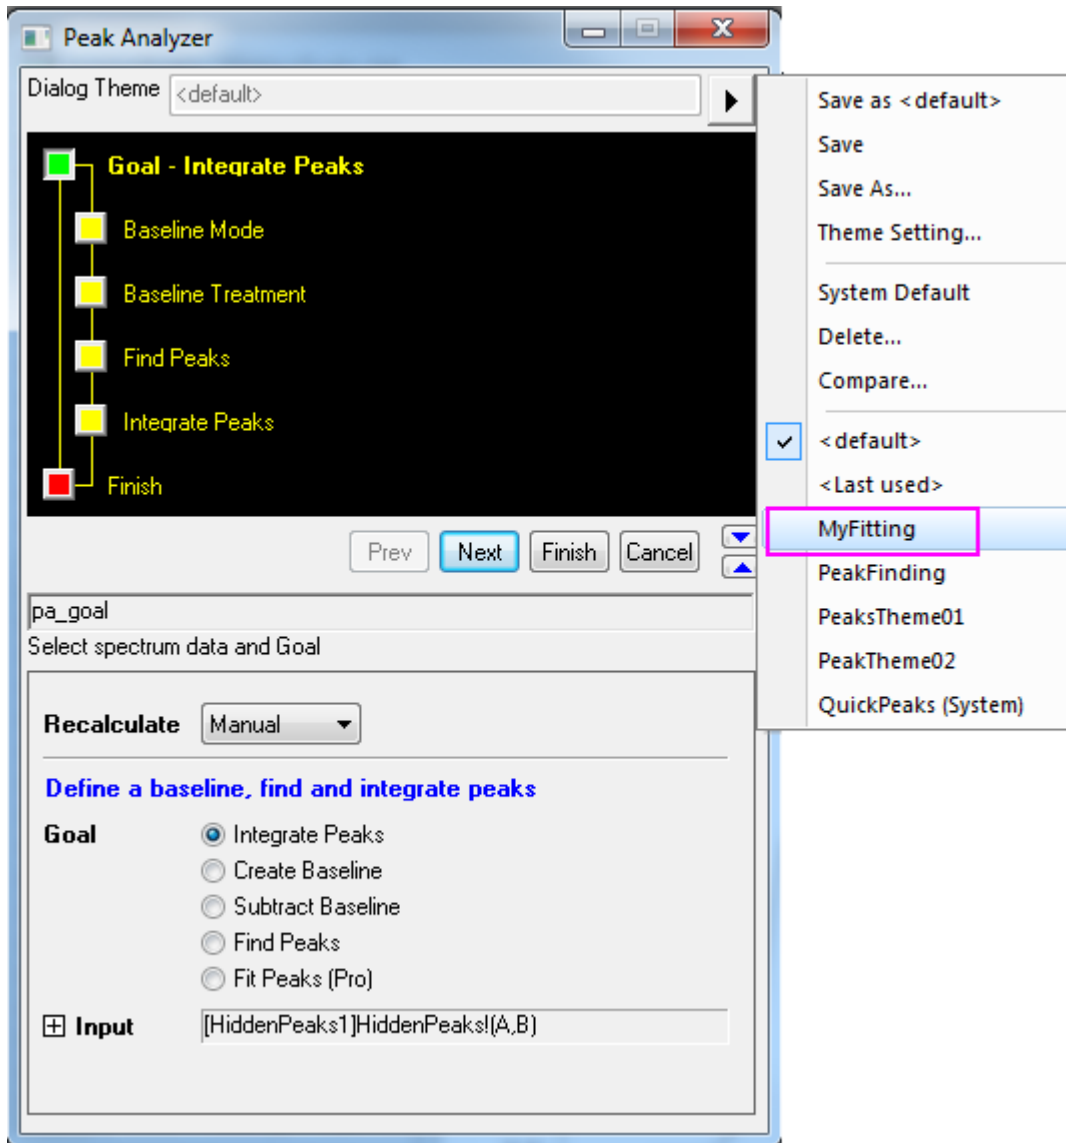 Peak Analyzer
Dialog Theme <default>
Goal - Integrate Peaks
Baseline Mode
Baseline Treatment
Find Peaks
Integrate Peaks
Finish
Prev Next Finish Cancel
pa_goal
Select spectrum data and Goal
Recalculate Manual
Define a baseline, find and integrate peaks
Goal Integrate Peaks
Create Baseline
Subtract Baseline
Find Peaks
Fit Peaks (Pro)
Input [HiddenPeaks1]HiddenPeaks!(A,B)
Save as <default>
Save
Save As...
Theme Setting...
System Default
Delete...
Compare...
<default>
<Last used>
MyFitting
PeakFinding
PeaksTheme01
PeakTheme02
QuickPeaks (System)